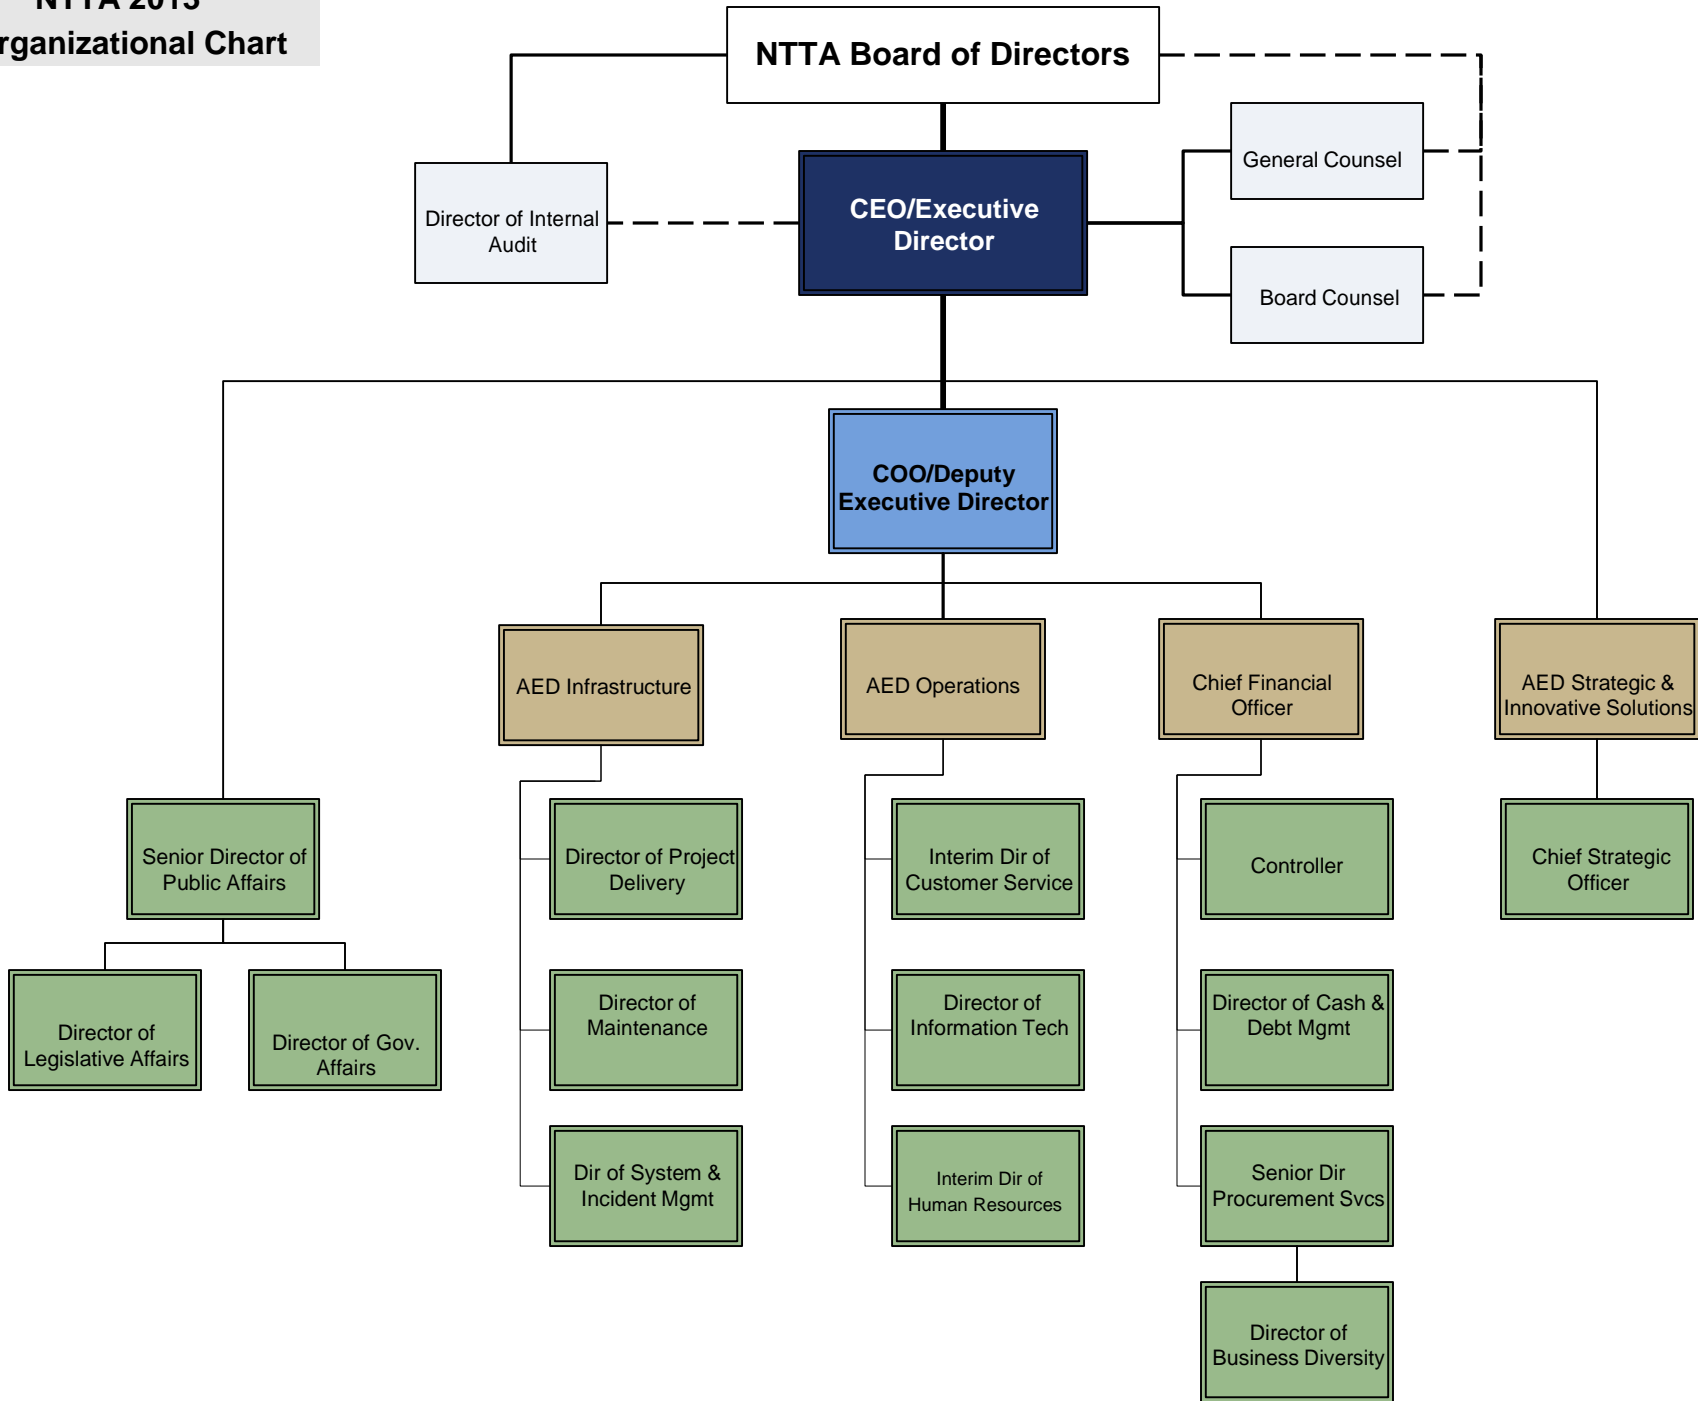 NTTA 2013
rganizational Chart
NTTA Board of Directors
General Counsel
CEO/Executive
Director
Director of Internal
Audit
Board Counsel
COO/Deputy
Executive Director
AED Infrastructure
AED Operations
Chief Financial
Officer
AED Strategic &
Innovative Solutions
Senior Director of
Public Affairs
Director of Project
Delivery
Interim Dir of
Customer Service
Controller
Chief Strategic
Officer
Director of
Legislative Affairs
Director of Gov.
Affairs
Director of
Maintenance
Director of
Information Tech
Director of Cash &
Debt Mgmt
Dir of System &
Incident Mgmt
Interim Dir of
Human Resources
Senior Dir
Procurement Svcs
Director of
Business Diversity